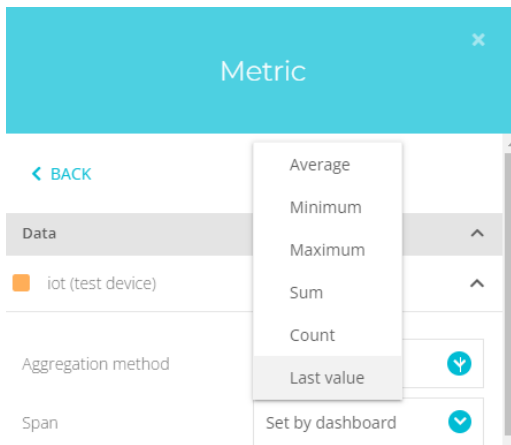 Metric
BACK
Average
Minimum
Data
Maximum
iot (test device)
Sum
Count
Aggregation method
Last value
Span
Set by dashboard